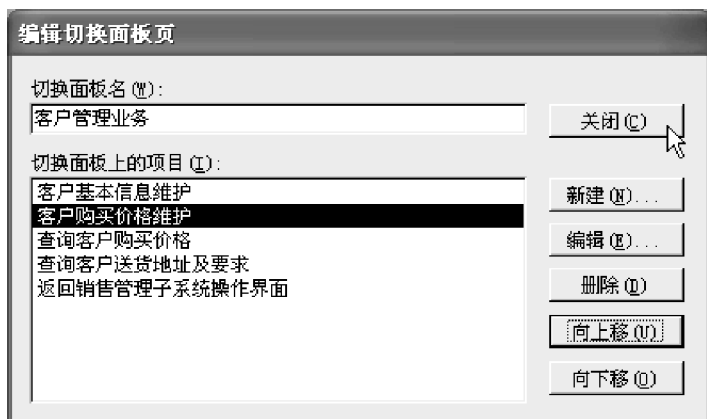 编辑切换面板页
切换面板名(W):
客户管理业务
关闭(C)
切换面板上的项目(I):
客户基本信息维护
客户购买价格维护
查询客户购买价格
查询客户送货地址及要求
返回销售管理子系统操作界面
新建(N)...
编辑(E)...
删除(D)
向上移(U)
向下移(O)